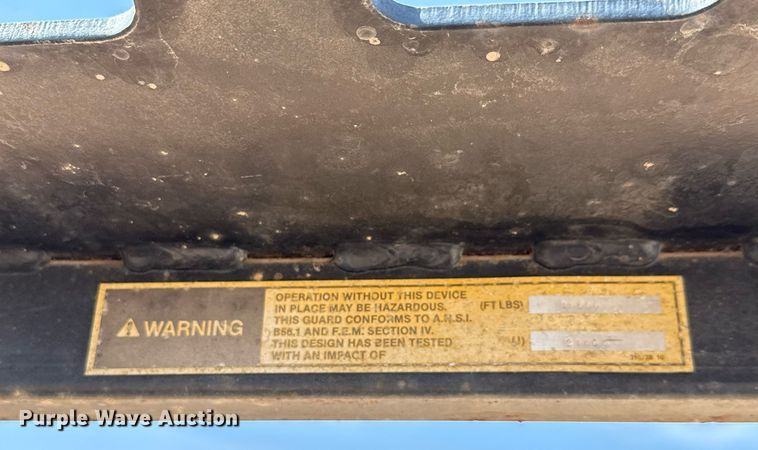 WARNING
OPERATION WITHOUT THIS DEVICE
IN PLACE MAY BE HAZARDOUS.
THIS GUARD CONFORMS TO A.N.S.I.
B56.1 AND F.E.M. SECTION IV.
THIS DESIGN HAS BEEN TESTED
WITH AN IMPACT OF
(FT LBS)
Purple Wave Auction